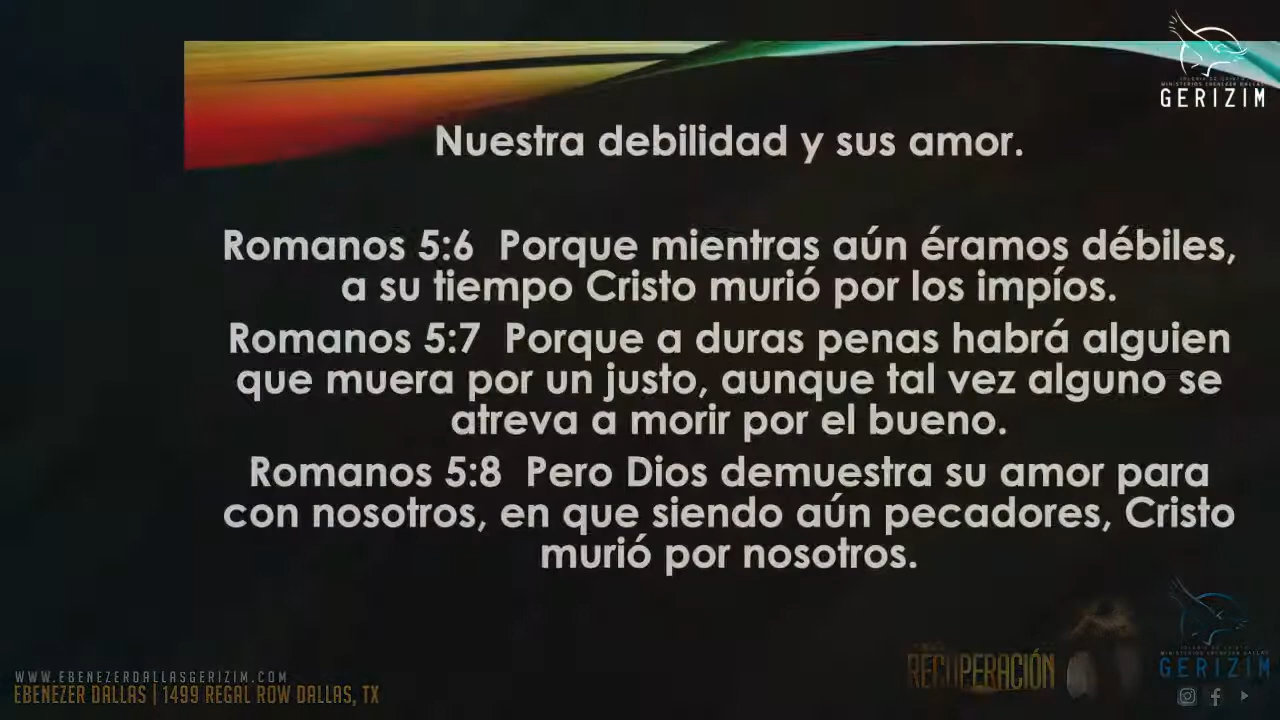 GERIZIM
Nuestra debilidad y sus amor.
Romanos 5:6 Porque mientras aún éramos débiles,
a su tiempo Cristo murió por los impíos.
Romanos 5:7 Porque a duras penas habrá alguien
que muera por un justo, aunque tal vez alguno se
atreva a morir por el bueno.
Romanos 5:8 Pero Dios demuestra su amor para
con nosotros, en que siendo aún pecadores, Cristo
murió por nosotros.
RECUPERACIÓN
GERIZIM
WWW.EBENEZERDALLASGERIZIM.COM
EBENEZER DALLAS | 1499 REGAL ROW DALLAS, TX